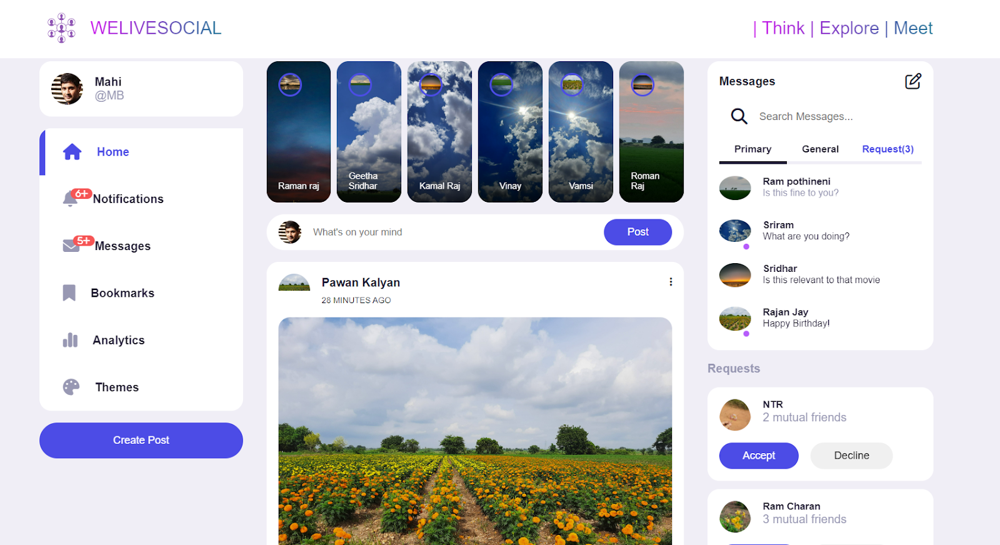 WELIVESOCIAL
| Think | Explore | Meet
Mahi
@MB
Home
6+
Notifications
5+
Messages
Bookmarks
Analytics
Themes
Create Post
Raman raj
Geetha
Sridhar
Kamal Raj
Vinay
Vamsi
Roman
Raj
What's on your mind
Post
Pawan Kalyan
28 MINUTES AGO
Messages
Search Messages...
Primary General Request(3)
Ram pothineni
Is this fine to you?
Sriram
What are you doing?
Sridhar
Is this relevant to that movie
Rajan Jay
Happy Birthday!
Requests
NTR
2 mutual friends
Accept Decline
Ram Charan
3 mutual friends